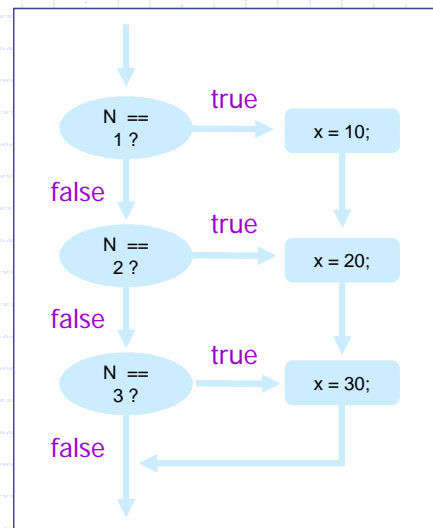 true
N ==
1 ?
x = 10;
false
true
N ==
2 ?
x = 20;
false
true
N ==
3 ?
x = 30;
false